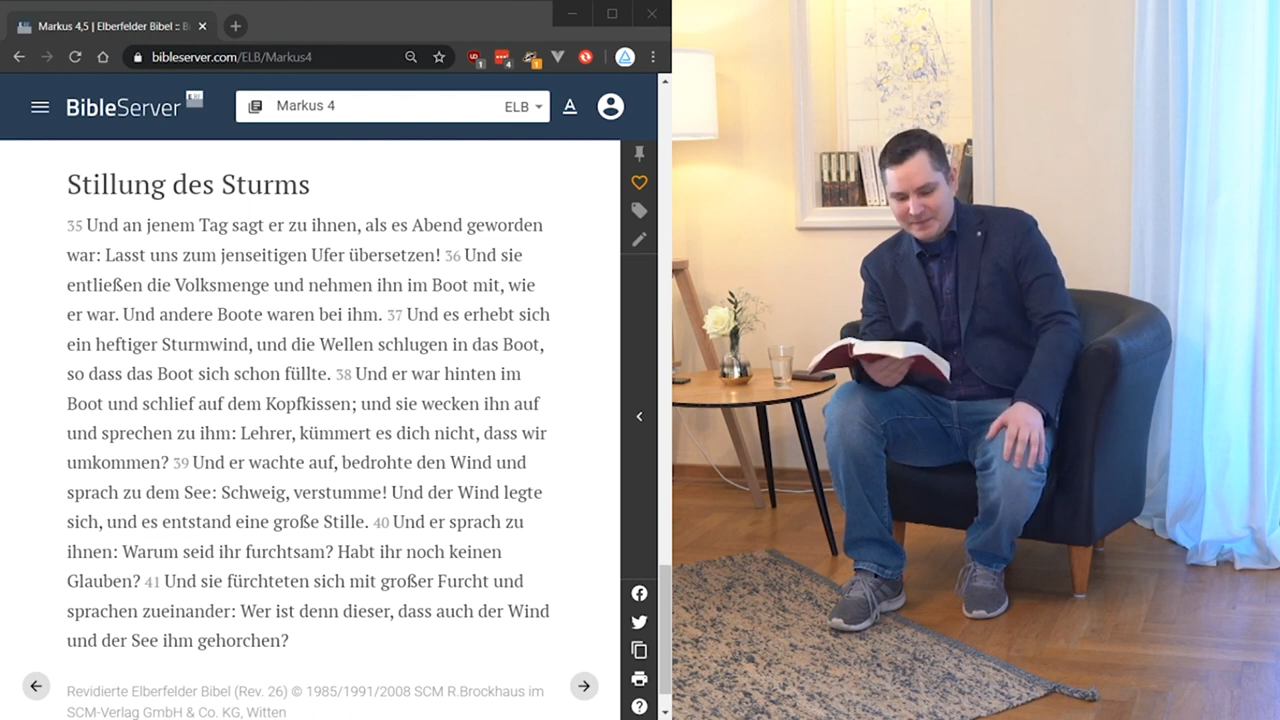 Markus 4,5 | Elberfelder Bibel :: B
bibleserver.com/ELB/Markus4
1
4
1
BibleServer
Markus 4
ELB
A
Stillung des Sturms
35 Und an jenem Tag sagt er zu ihnen, als es Abend geworden
war: Lasst uns zum jenseitigen Ufer übersetzen! 36 Und sie
entließen die Volksmenge und nehmen ihn im Boot mit, wie
er war. Und andere Boote waren bei ihm. 37 Und es erhebt sich
ein heftiger Sturmwind, und die Wellen schlugen in das Boot,
so dass das Boot sich schon füllte. 38 Und er war hinten im
Boot und schlief auf dem Kopfkissen; und sie wecken ihn auf
und sprechen zu ihm: Lehrer, kümmert es dich nicht, dass wir
umkommen? 39 Und er wachte auf, bedrohte den Wind und
sprach zu dem See: Schweig, verstumme! Und der Wind legte
sich, und es entstand eine große Stille. 40 Und er sprach zu
ihnen: Warum seid ihr furchtsam? Habt ihr noch keinen
Glauben? 41 Und sie fürchteten sich mit großer Furcht und
sprachen zueinander: Wer ist denn dieser, dass auch der Wind
und der See ihm gehorchen?
Revidierte Elberfelder Bibel (Rev. 26) © 1985/1991/2008 SCM R.Brockhaus im
SCM-Verlag GmbH & Co. KG, Witten